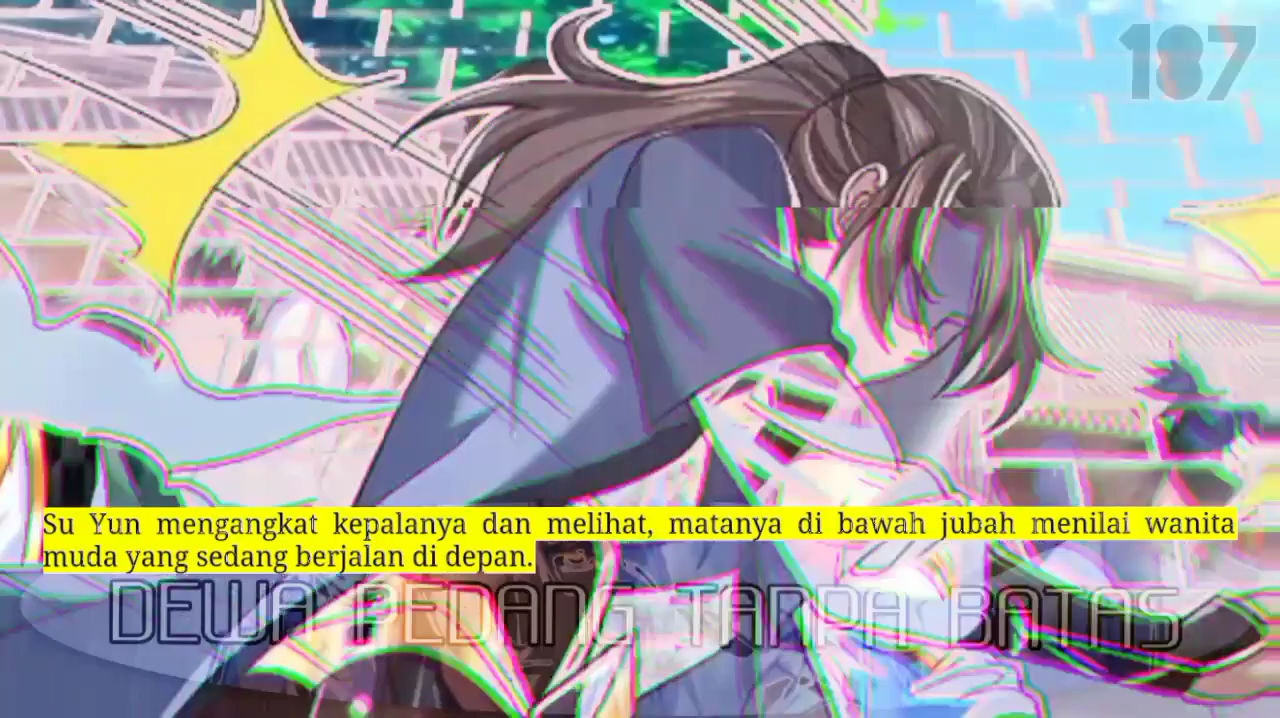 187
Su Yun mengangkat kepalanya dan melihat, matanya di bawah jubah menilai wanita
muda yang sedang berjalan di depan.
DEWA PEDANG TANPA BATAS